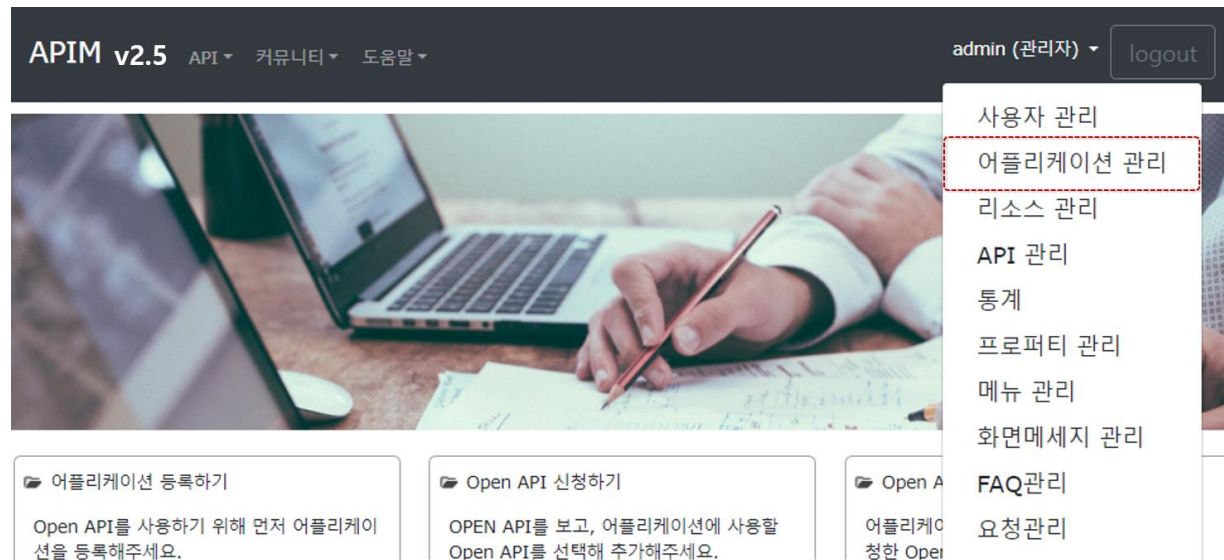 APIM v2.5 API 커뮤니티 도움말 admin (관리자) logout
사용자 관리
어플리케이션 관리
리소스 관리
API 관리
통계
프로퍼티 관리
메뉴 관리
화면메세지 관리
FAQ관리
요청관리
어플리케이션 등록하기
Open API를 사용하기 위해 먼저 어플리케이
션을 등록해주세요.
Open API 신청하기
OPEN API를 보고, 어플리케이션에 사용할
Open API를 선택해 추가해주세요.
Open A
어플리케이
청한 Oper